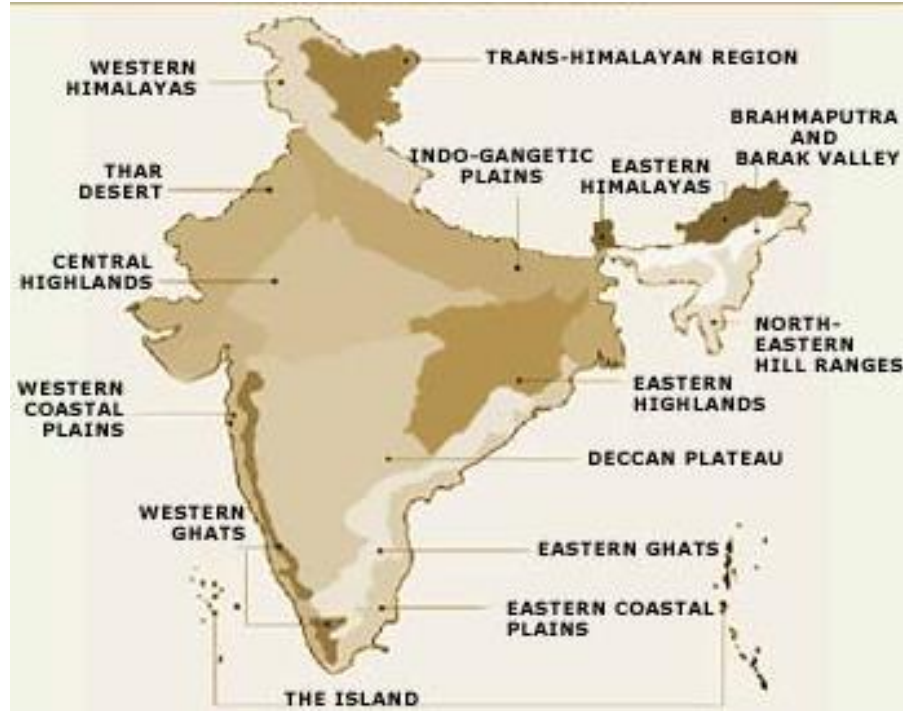 TRANS-HIMALAYAN REGION
WESTERN
HIMALAYAS
BRAHMAPUTRA
AND
BARAK VALLEY
INDO-GANGETIC
PLAINS
EASTERN
HIMALAYAS
THAR
DESERT
CENTRAL
HIGHLANDS
NORTH-
EASTERN
HILL RANGES
WESTERN
COASTAL
PLAINS
EASTERN
HIGHLANDS
DECCAN PLATEAU
WESTERN
GHATS
EASTERN GHATS
EASTERN COASTAL
PLAINS
THE ISLAND